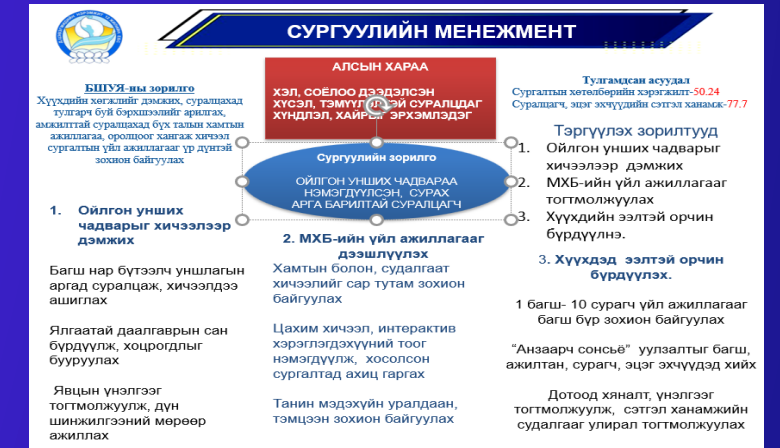 СУРГУУЛИЙН МЕНЕЖМЕНТ
АЛСЫН ХАРАА
ХЭЛ, СОЁЛОО ДЭЭДЭЛСЭН
ХҮСЭЛ, ТЭМҮҮЛЭЛТЭЙ СУРАЛЦДАГ
ХҮНДЛЭЛ, ХАЙРЫГ ЭРХЭМЛЭДЭГ
БШУЯ-ны зорилго
Хүүхдийн хөгжлийг дэмжих, суралцахад
тулгарч буй бэрхшээлийг арилгах,
амжилттай суралцахуй бүх талын хамтын
ажиллагаа, оролцоог хангаж хичээл
сургалтын үйл ажиллагааг үр дүнтэй
зохион байгуулах
Тулгамдсан асуудал
Сургалтын хөтөлбөрийн хэрэгжилт-50.24
Суралцагч, эцэг эхчүүдийн сэтгэл ханамж-77.7
Сургуулийн зорилго
ОЙЛГОН УНШИХ ЧАДВАРАА
НЭМЭГДҮҮЛСЭН, СУРАХ
АРГА БАРИЛТАЙ СУРАЛЦАГЧ
Тэргүүлэх зорилтууд
1. Ойлгон унших чадварыг
хичээлээр дэмжих
2. МХБ-ийн үйл ажиллагааг
тогтмолжуулах
3. Хүүхдийн ээлтэй орчин
бүрдүүлнэ.
1. Ойлгон унших
чадварыг хичээлээр
дэмжих
Багш нар бүтээлч уншлагын
аргад суралцаж, хичээлдээ
ашиглах
Ялгаатай даалгаврын сан
бүрдүүлж, хоцрогдлыг
бууруулах
Явцын үнэлгээг
тогтмолжуулж, дүн
шинжилгээний мөрөөр
ажиллах
2. МХБ-ийн үйл ажиллагааг
дээшлүүлэх
Хамтын болон, судалгаат
хичээлийг сар тутам зохион
байгуулах
Цахим хичээл, интерактив
хэрэглэгдэхүүний тоог
нэмэгдүүлж, хосолсон
сургалтад ахиц гаргах
Танин мэдэхүйн уралдаан,
тэмцээн зохион байгуулах
3. Хүүхдэд ээлтэй орчин
бүрдүүлэх.
1 багш- 10 сурагч үйл ажиллагааг
багш бүр зохион байгуулах
“Анзаарч сонсъё” уулзалтыг багш,
ажилтан, сурагч, эцэг эхчүүдэд хийх
Дотоод хяналт, үнэлгээг
тогтмолжуулж, сэтгэл ханамжийн
судалгааг улирал тогтмолжуулах